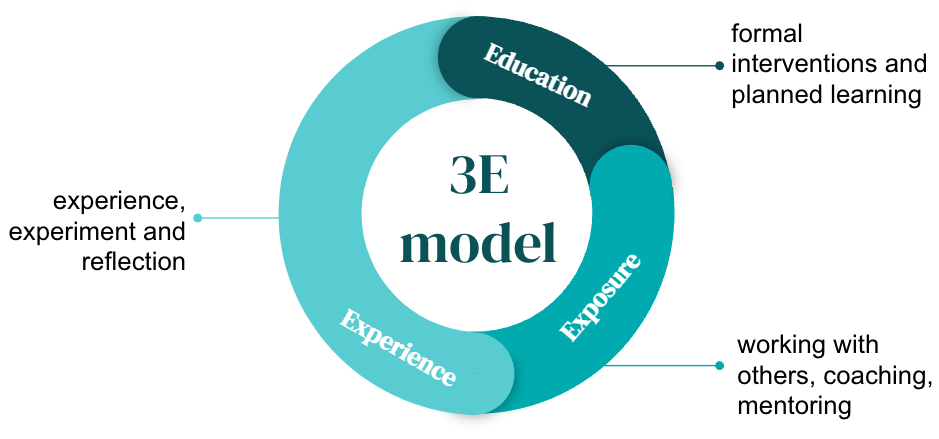 formal
interventions and
planned learning
Education
3E
model
experience,
experiment and
reflection
Exposure
Experience
working with
others, coaching,
mentoring